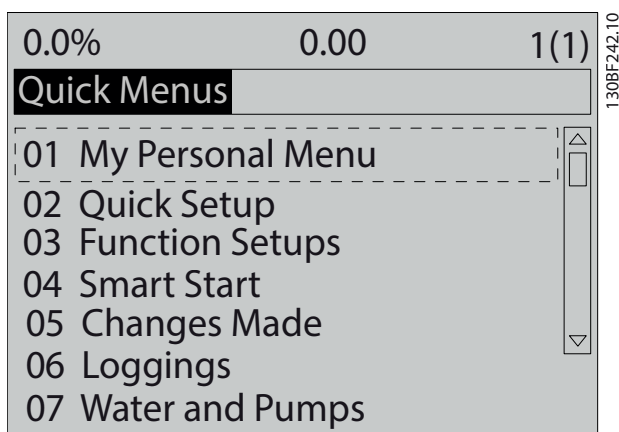 0.0% 0.00 1(1)
Quick Menus
01 My Personal Menu
02 Quick Setup
03 Function Setups
04 Smart Start
05 Changes Made
06 Loggings
07 Water and Pumps
130BF242.10